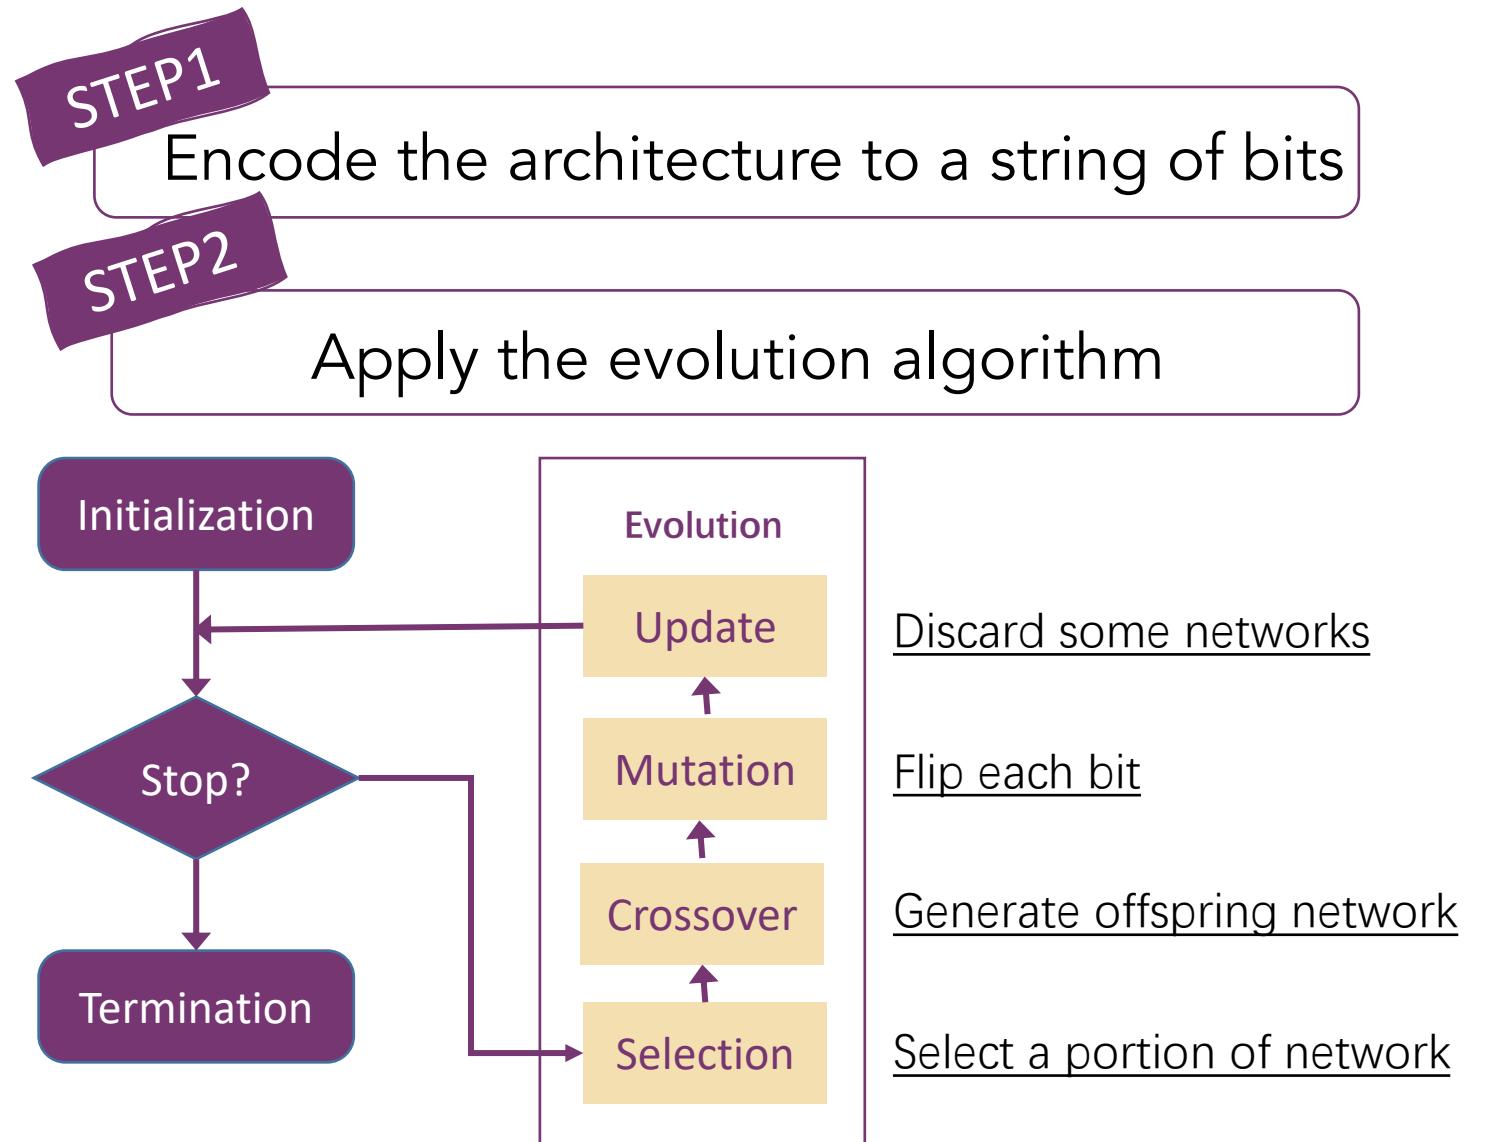 STEP1
Encode the architecture to a string of bits
STEP2
Apply the evolution algorithm
Initialization
Stop?
Termination
Evolution
Update
Discard some networks
Mutation
Flip each bit
Crossover
Generate offspring network
Selection
Select a portion of network